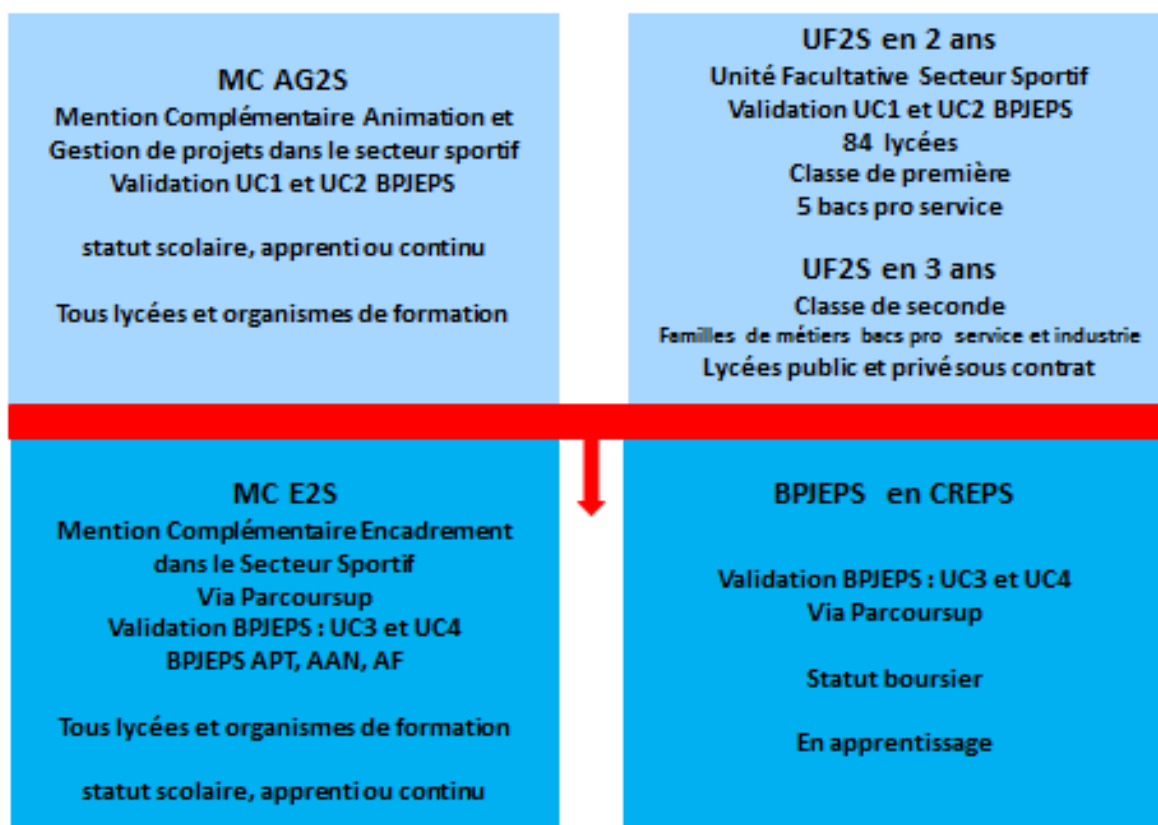 MC AG2S
Mention Complémentaire Animation et
Gestion de projets dans le secteur sportif
Validation UC1 et UC2 BPJEPS
statut scolaire, apprenti ou continu
Tous lycées et organismes de formation
UF2S en 2 ans
Unité Facultative Secteur Sportif
Validation UC1 et UC2 BPJEPS
84 lycées
Classe de première
5 bacs pro service
UF2S en 3 ans
Classe de seconde
Familles de métiers bacs pro service et industrie
Lycées public et privé sous contrat
MC E2S
Mention Complémentaire Encadrement
dans le Secteur Sportif
Via Parcoursup
Validation BPJEPS : UC3 et UC4
BPJEPS APT, AAN, AF
Tous lycées et organismes de formation
statut scolaire, apprenti ou continu
BPJEPS en CREPS
Validation BPJEPS : UC3 et UC4
Via Parcoursup
Statut boursier
En apprentissage